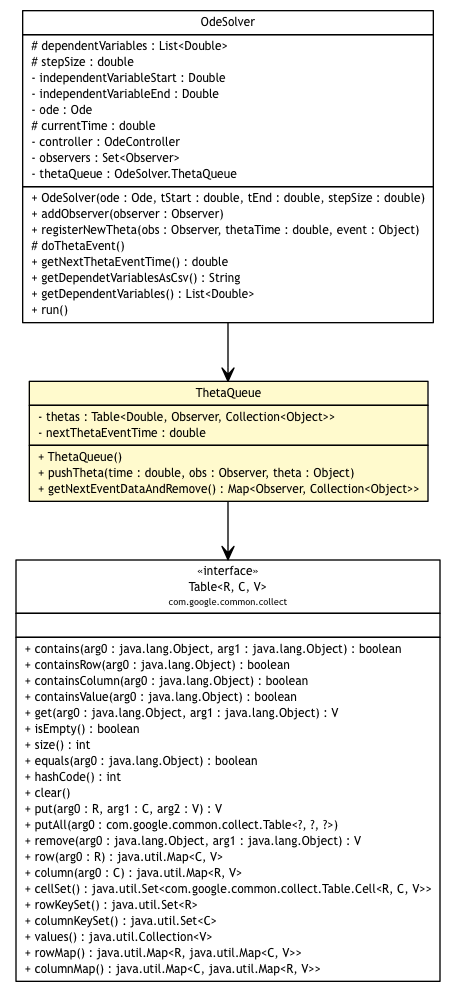 OdeSolver
# dependentVariables : List<Double>
# stepSize : double
- independentVariableStart : Double
- independentVariableEnd : Double
- ode : Ode
# currentTime : double
- controller : OdeController
- observers : Set<Observer>
- thetaQueue : OdeSolver.ThetaQueue
+ OdeSolver(ode : Ode, tStart : double, tEnd : double, stepSize : double)
+ addObserver(observer : Observer)
+ registerNewTheta(obs : Observer, thetaTime : double, event : Object)
# doThetaEvent()
+ getNextThetaEventTime() : double
+ getDependetVariablesAsCsv() : String
+ getDependentVariables() : List<Double>
+ run()
ThetaQueue
- thetas : Table<Double, Observer, Collection<Object>>
- nextThetaEventTime : double
+ ThetaQueue()
+ pushTheta(time : double, obs : Observer, theta : Object)
+ getNextEventDataAndRemove() : Map<Observer, Collection<Object>>
«interface»
Table<R, C, V>
com.google.common.collect
+ contains(arg0 : java.lang.Object, arg1 : java.lang.Object) : boolean
+ containsRow(arg0 : java.lang.Object) : boolean
+ containsColumn(arg0 : java.lang.Object) : boolean
+ containsValue(arg0 : java.lang.Object) : boolean
+ get(arg0 : java.lang.Object, arg1 : java.lang.Object) : V
+ isEmpty() : boolean
+ size() : int
+ equals(arg0 : java.lang.Object) : boolean
+ hashCode() : int
+ clear()
+ put(arg0 : R, arg1 : C, arg2 : V) : V
+ putAll(arg0 : com.google.common.collect.Table<?, ?, ?>)
+ remove(arg0 : java.lang.Object, arg1 : java.lang.Object) : V
+ row(arg0 : R) : java.util.Map<C, V>
+ column(arg0 : C) : java.util.Map<R, V>
+ cellSet() : java.util.Set<com.google.common.collect.Table.Cell<R, C, V>>
+ rowKeySet() : java.util.Set<R>
+ columnKeySet() : java.util.Set<C>
+ values() : java.util.Collection<V>
+ rowMap() : java.util.Map<R, java.util.Map<C, V>>
+ columnMap() : java.util.Map<C, java.util.Map<R, V>>